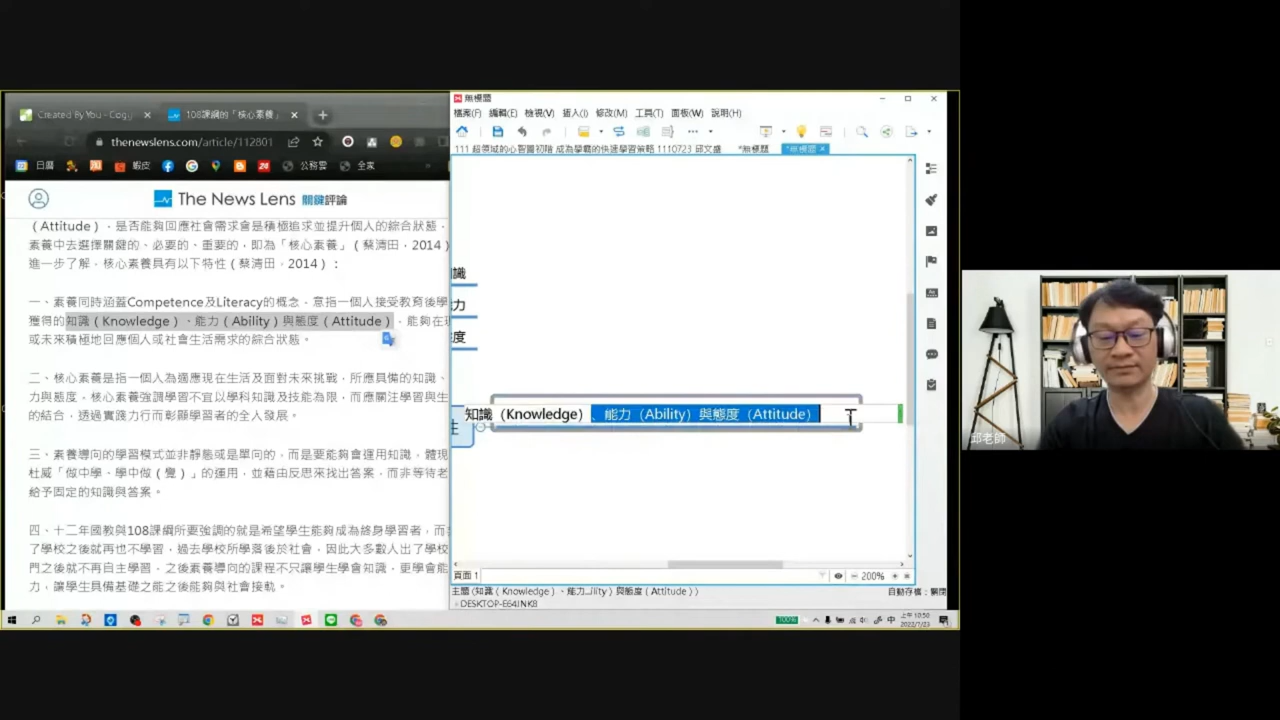 Created By You - Cogg
108課綱的「核心素養」
thenewslens.com/article/112801
日曆
蝦皮
公務雲
全家
The News Lens 關鍵評論
（Attitude），是否能夠回應社會需求會是積極追求並提升個人的綜合狀態，
素養中去選擇關鍵的、必要的、重要的，即為「核心素養」（蔡清田，2014）
進一步了解，核心素養具有以下特性（蔡清田，2014）：
一、素養同時涵蓋Competence及Literacy的概念，意指一個人接受教育後學
獲得的知識（Knowledge）、能力（Ability）與態度（Attitude），能夠在現
或未來積極地回應個人或社會生活需求的綜合狀態。
二、核心素養是指一個人為適應現在生活及面對未來挑戰，所應具備的知識、
力與態度。核心素養強調學習不宜以學科知識及技能為限，而應關注學習與生
的結合，透過實踐力行而彰顯學習者的全人發展。
三、素養導向的學習模式並非靜態或是單向的，而是要能夠會運用知識，體現
杜威「做中學，學中做（覺）」的運用，並藉由反思來找出答案，而非等待老
給予固定的知識與答案。
四、十二年國教與108課綱所要強調的就是希望學生能夠成為終身學習者，而
了學校之後就再也不學習，過去學校所學落後於社會，因此大多數人出了學校
門之後就不再自主學習，之後素養導向的課程不只讓學生學會知識，更學會能
力，讓學生具備基礎之能之後能夠與社會接軌。
無標題
檔案(F) 編輯(E) 檢視(V) 插入(I) 修改(M) 工具(T) 面板(W) 說明(H)
111 超領域的心智圖初階 成為學霸的快速學習策略 1110723 邱文盛 *無標題 *無標題
識
力
度
知識（Knowledge）、能力（Ability）與態度（Attitude）
頁面 1
200%
主題 (知識（Knowledge）、能力...ility）與態度（Attitude）)
自動存檔：關閉
DESKTOP-E64JNK8
100%
中
上午 10:50
2022/7/23
邱老師